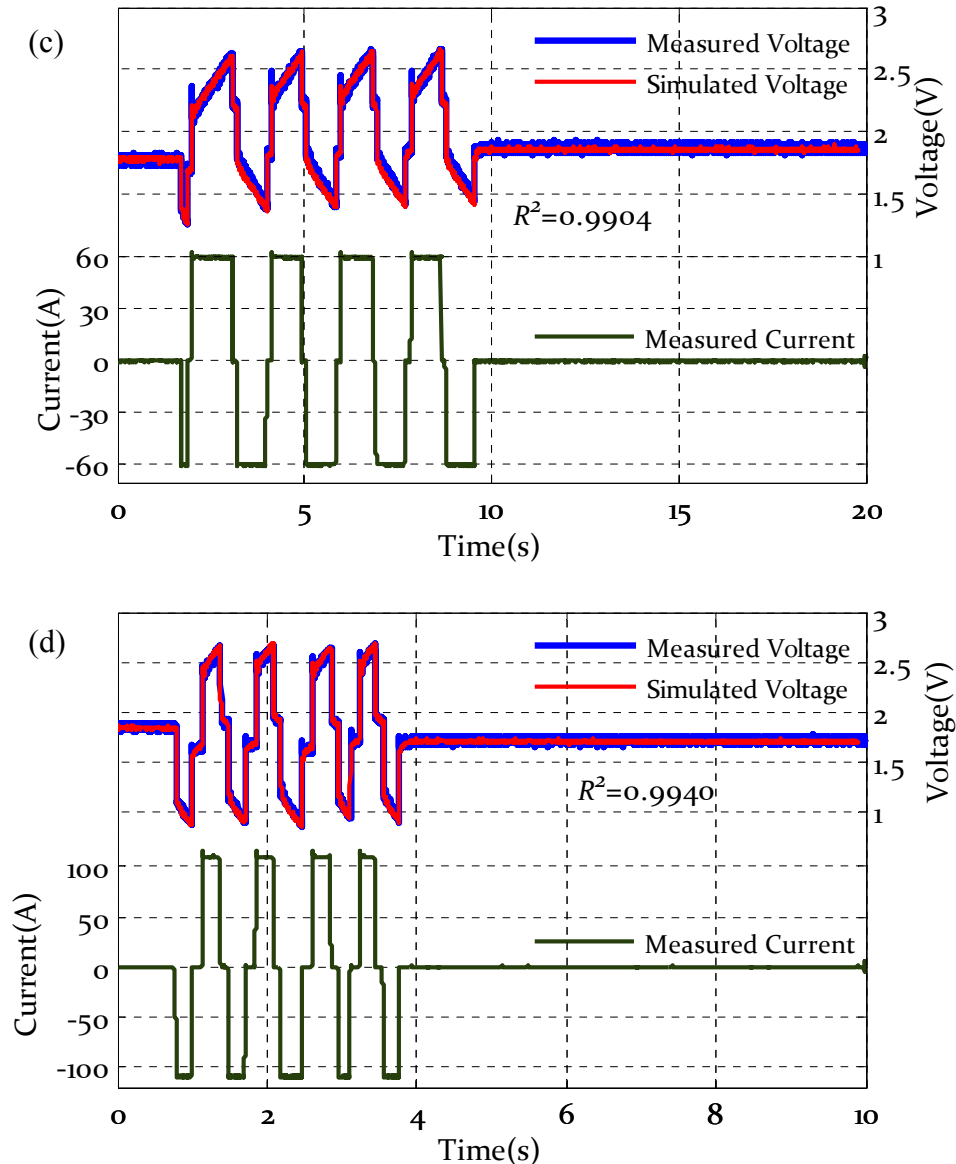 (c)
3
Measured Voltage
2.5
Simulated Voltage
2
1.5
Voltage(V)
R²=0.9904
60
1
30
Measured Current
0
-30
-60
Current(A)
0
5
10
15
20
Time(s)
(d)
3
Measured Voltage
2.5
Simulated Voltage
2
1.5
Voltage(V)
R²=0.9940
1
100
50
Measured Current
0
-50
-100
Current(A)
0
2
4
6
8
10
Time(s)